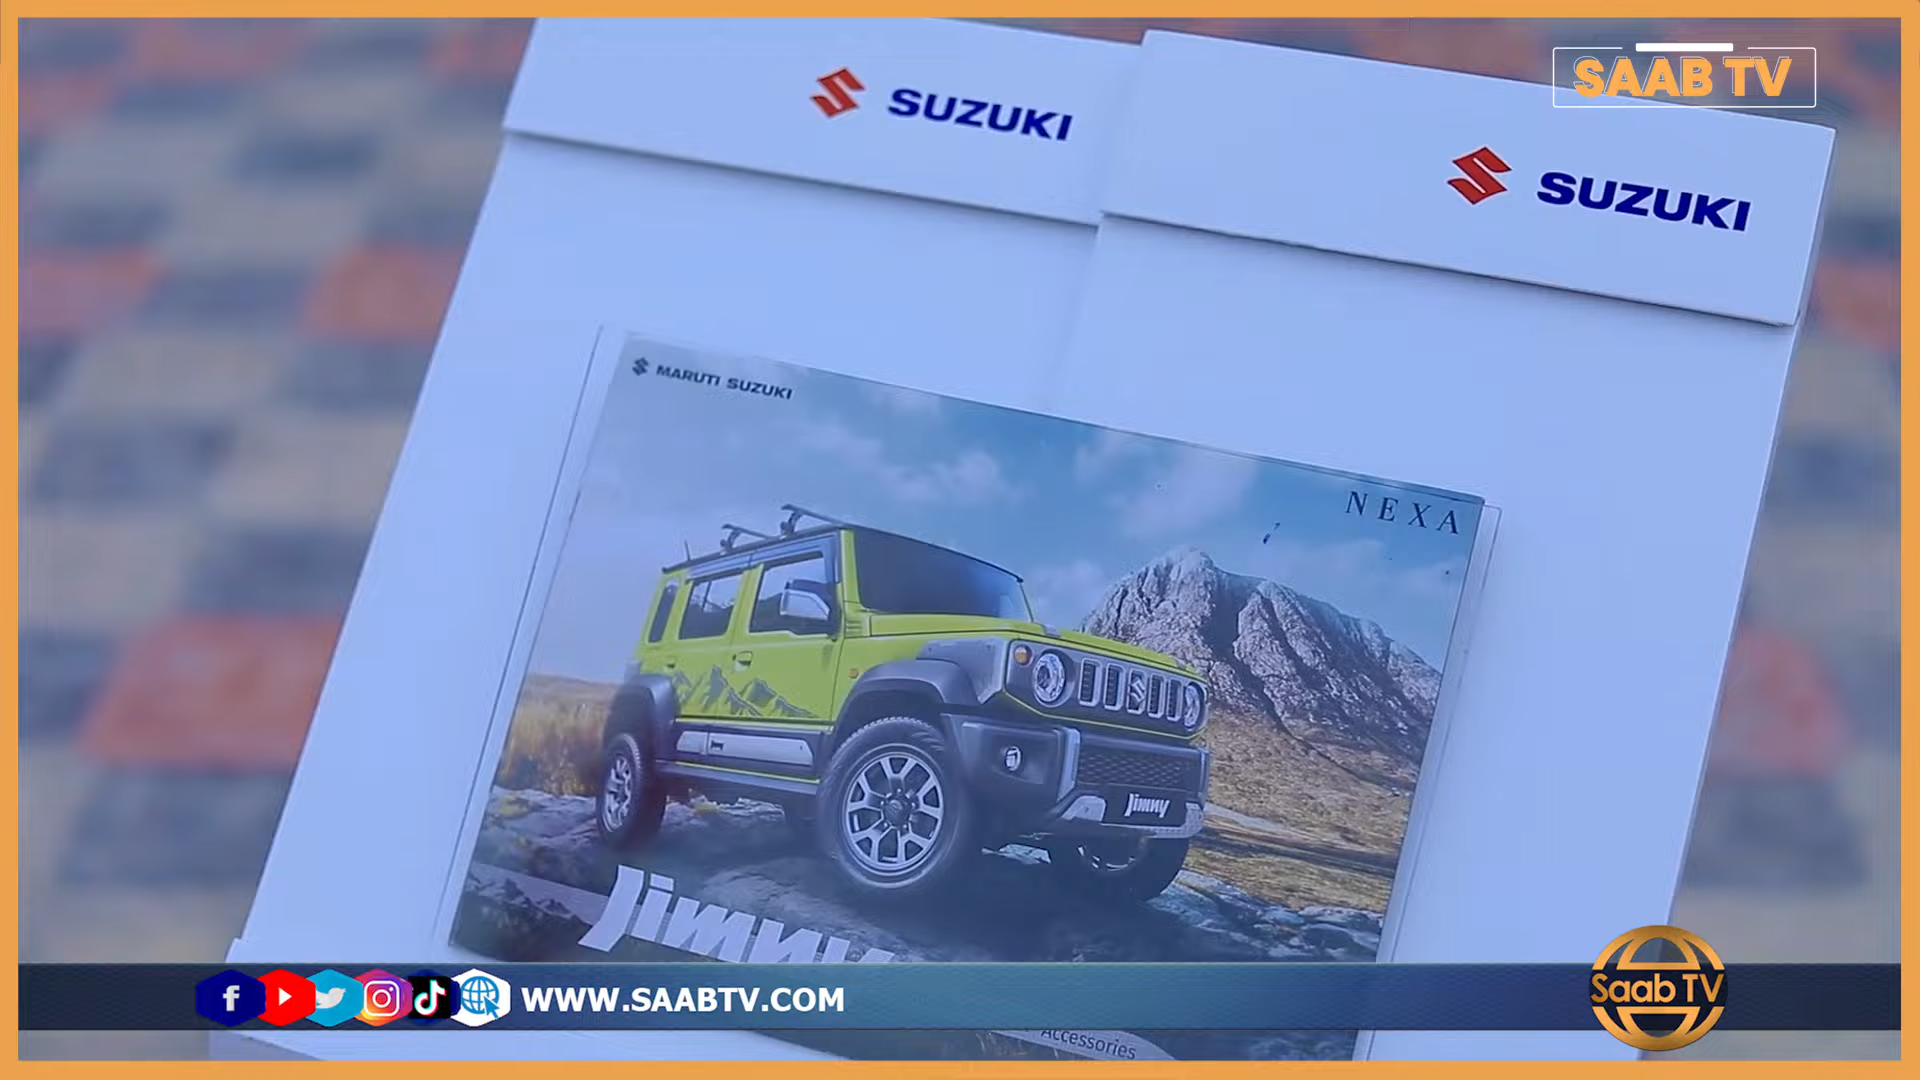 SUZUKI
SAAB TV
SUZUKI
MARUTI SUZUKI
NEXA
Jimny
Jimny
WWW.SAABTV.COM
Saab TV
Accessories